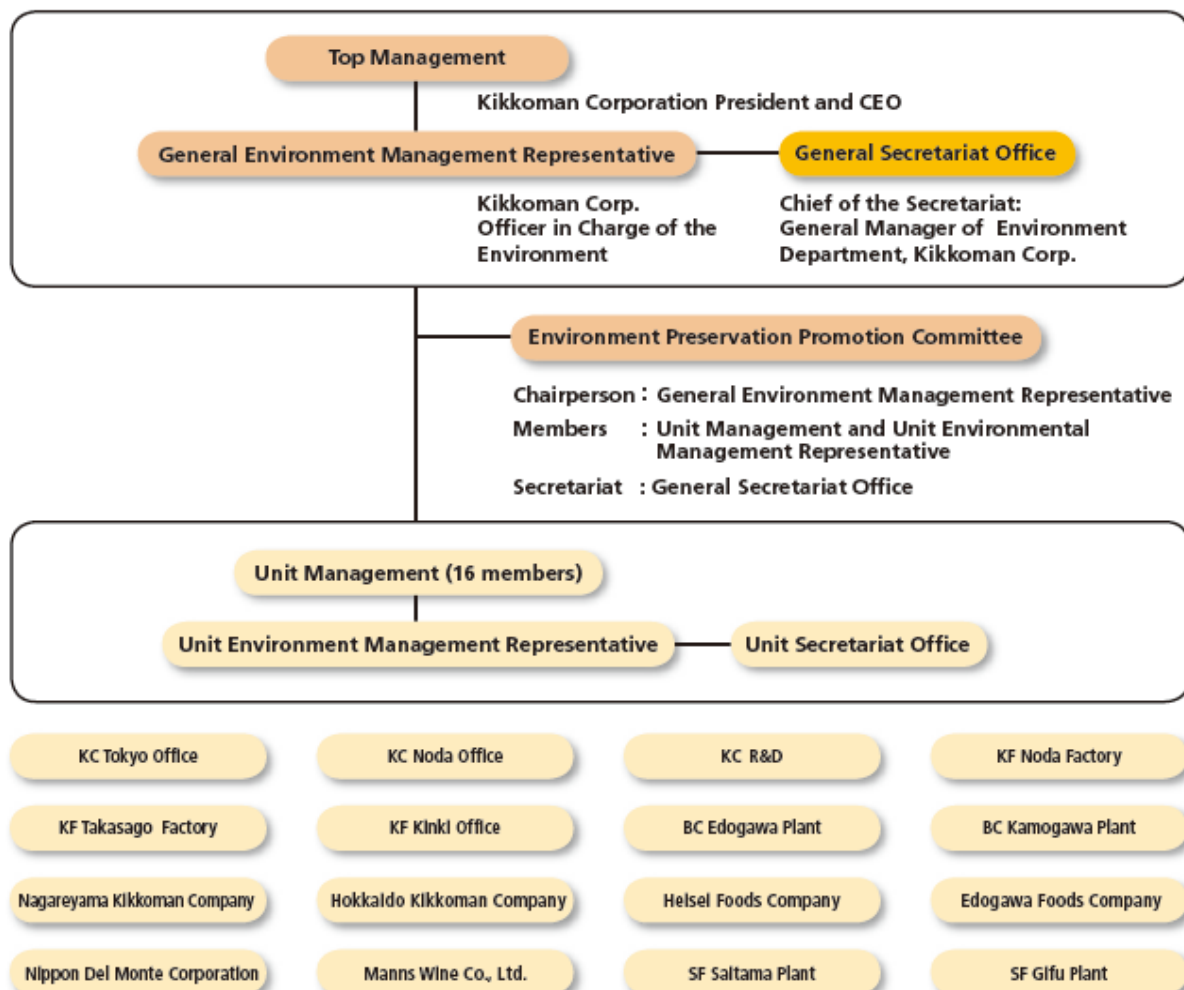 Top Management
Kikkoman Corporation President and CEO
General Environment Management Representative
General Secretariat Office
Kikkoman Corp.
Officer in Charge of the
Environment
Chief of the Secretariat:
General Manager of Environment
Department, Kikkoman Corp.
Environment Preservation Promotion Committee
Chairperson : General Environment Management Representative
Members : Unit Management and Unit Environmental
Management Representative
Secretariat : General Secretariat Office
Unit Management (16 members)
Unit Environment Management Representative
Unit Secretariat Office
KC Tokyo Office
KC Noda Office
KC R&D
KF Noda Factory
KF Takasago Factory
KF Kinki Office
BC Edogawa Plant
BC Kamogawa Plant
Nagareyama Kikkoman Company
Hokkaido Kikkoman Company
Heisei Foods Company
Edogawa Foods Company
Nippon Del Monte Corporation
Manns Wine Co., Ltd.
SF Saitama Plant
SF Gifu Plant